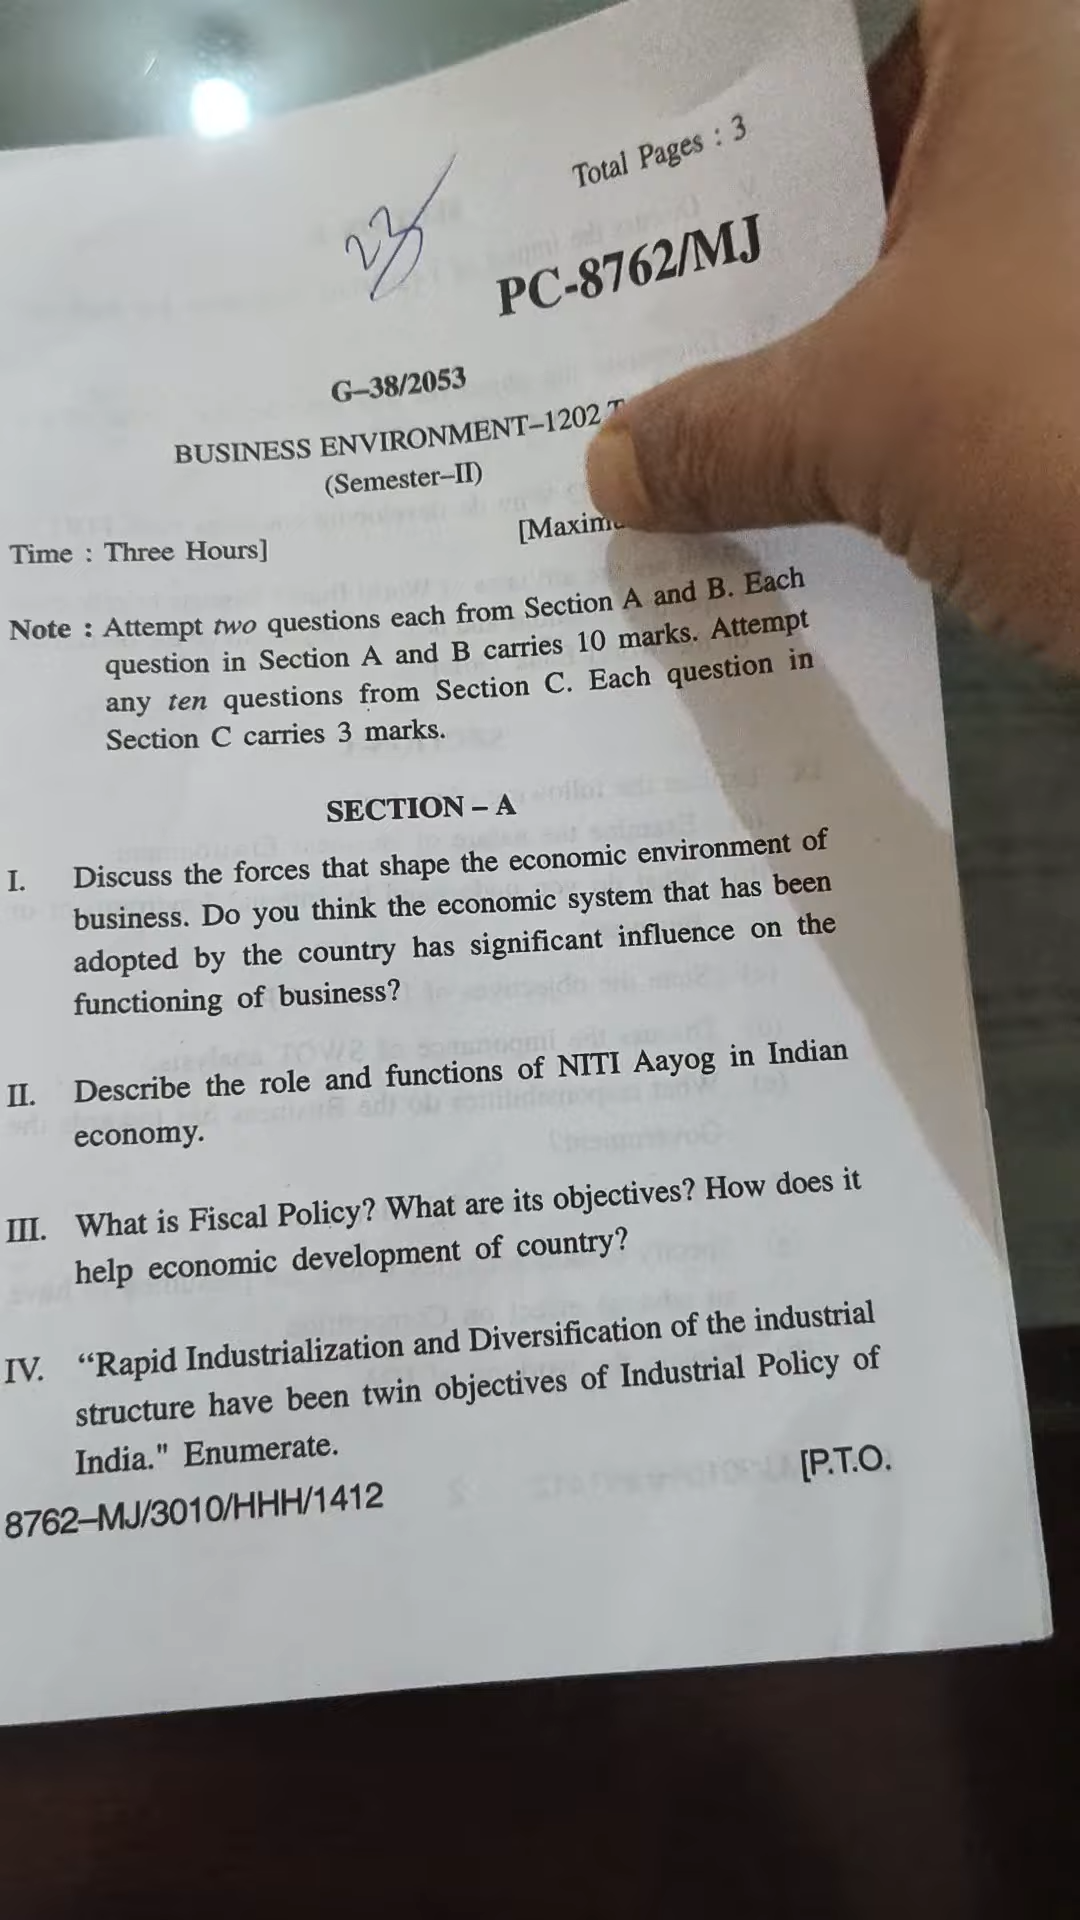 Total Pages : 3
23
PC-8762/MJ
G–38/2053
BUSINESS ENVIRONMENT–1202
(Semester–II)
Time : Three Hours]
Note : Attempt two questions each from Section A and B. Each
question in Section A and B carries 10 marks. Attempt
any ten questions from Section C. Each question in
Section C carries 3 marks.
SECTION – A
I. Discuss the forces that shape the economic environment of
business. Do you think the economic system that has been
adopted by the country has significant influence on the
functioning of business?
II. Describe the role and functions of NITI Aayog in Indian
economy.
III. What is Fiscal Policy? What are its objectives? How does it
help economic development of country?
IV. “Rapid Industrialization and Diversification of the industrial
structure have been twin objectives of Industrial Policy of
India." Enumerate.
[P.T.O.
8762–MJ/3010/HHH/1412